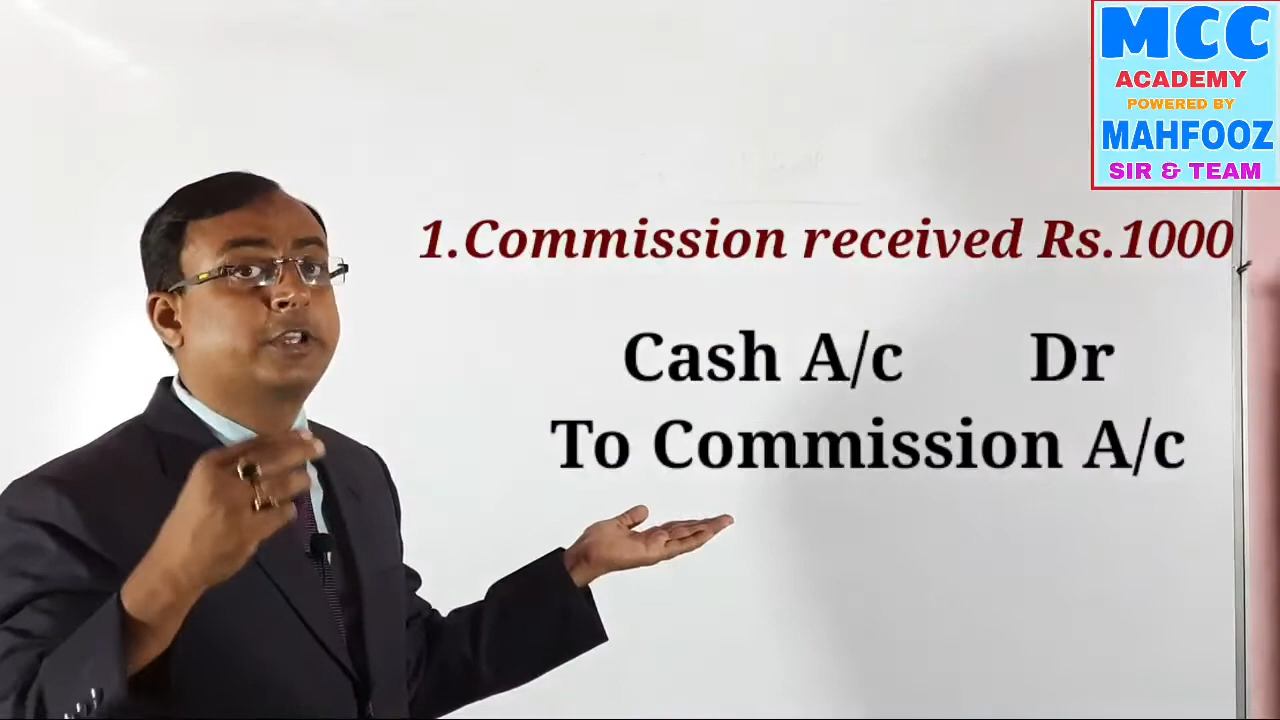 MCC
ACADEMY
POWERED BY
MAHFOOZ
SIR & TEAM
1.Commission received Rs.1000
Cash A/c Dr
To Commission A/c